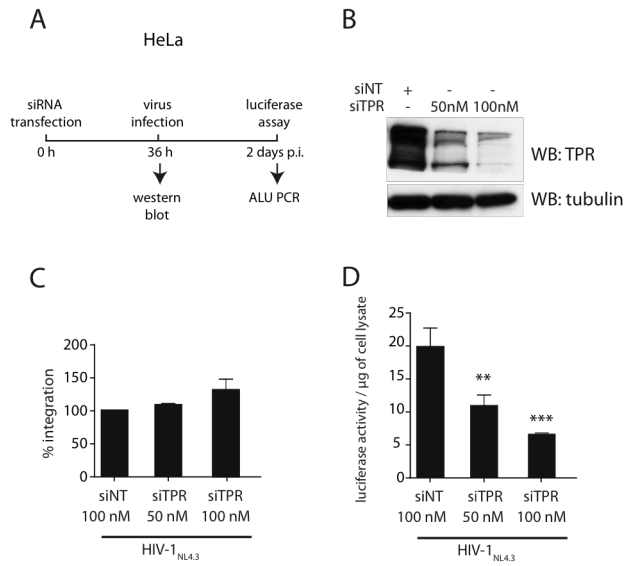 A
HeLa
siRNA transfection
virus infection
luciferase assay
0 h
36 h
2 days p.i.
western blot
ALU PCR
B
siNT + - -
siTPR - 50nM 100nM
WB: TPR
WB: tubulin
C
% integration
200
150
100
50
0
siNT 100 nM
siTPR 50 nM
siTPR 100 nM
HIV-1NL4.3
D
luciferase activity / µg of cell lysate
25
20
15
10
5
0
**
***
siNT 100 nM
siTPR 50 nM
siTPR 100 nM
HIV-1NL4.3